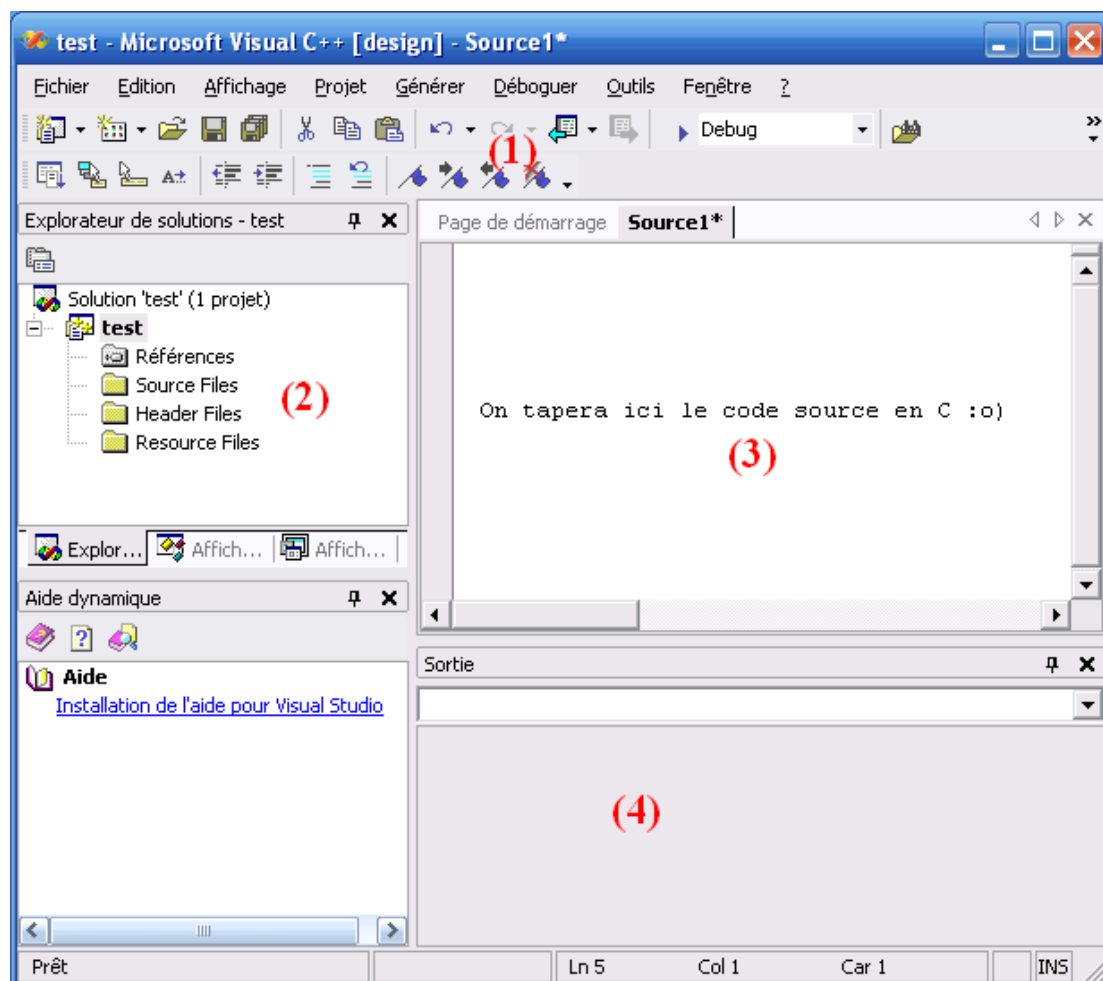 test - Microsoft Visual C++ [design] - Source1*
Fichier Edition Affichage Projet Générer Déboguer Outils Fenêtre ?
Debug
(1)
Explorateur de solutions - test
Solution 'test' (1 projet)
test
Références
Source Files
Header Files
Resource Files
(2)
Explor... Affich... Affich...
Page de démarrage Source1*
On tapera ici le code source en C :o)
(3)
Aide dynamique
Aide
Installation de l'aide pour Visual Studio
Sortie
(4)
Prêt Ln 5 Col 1 Car 1 INS